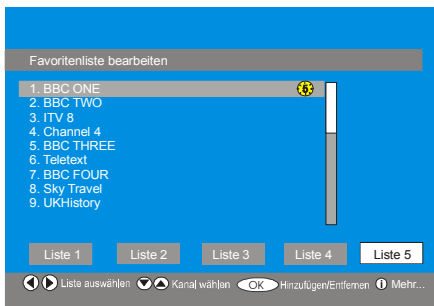 Favoritenliste bearbeiten
1. BBC ONE 5
2. BBC TWO
3. ITV 8
4. Channel 4
5. BBC THREE
6. Teletext
7. BBC FOUR
8. Sky Travel
9. UKHistory
Liste 1 Liste 2 Liste 3 Liste 4 Liste 5
Liste auswählen Kanal wählen OK Hinzufügen/Entfernen i Mehr...